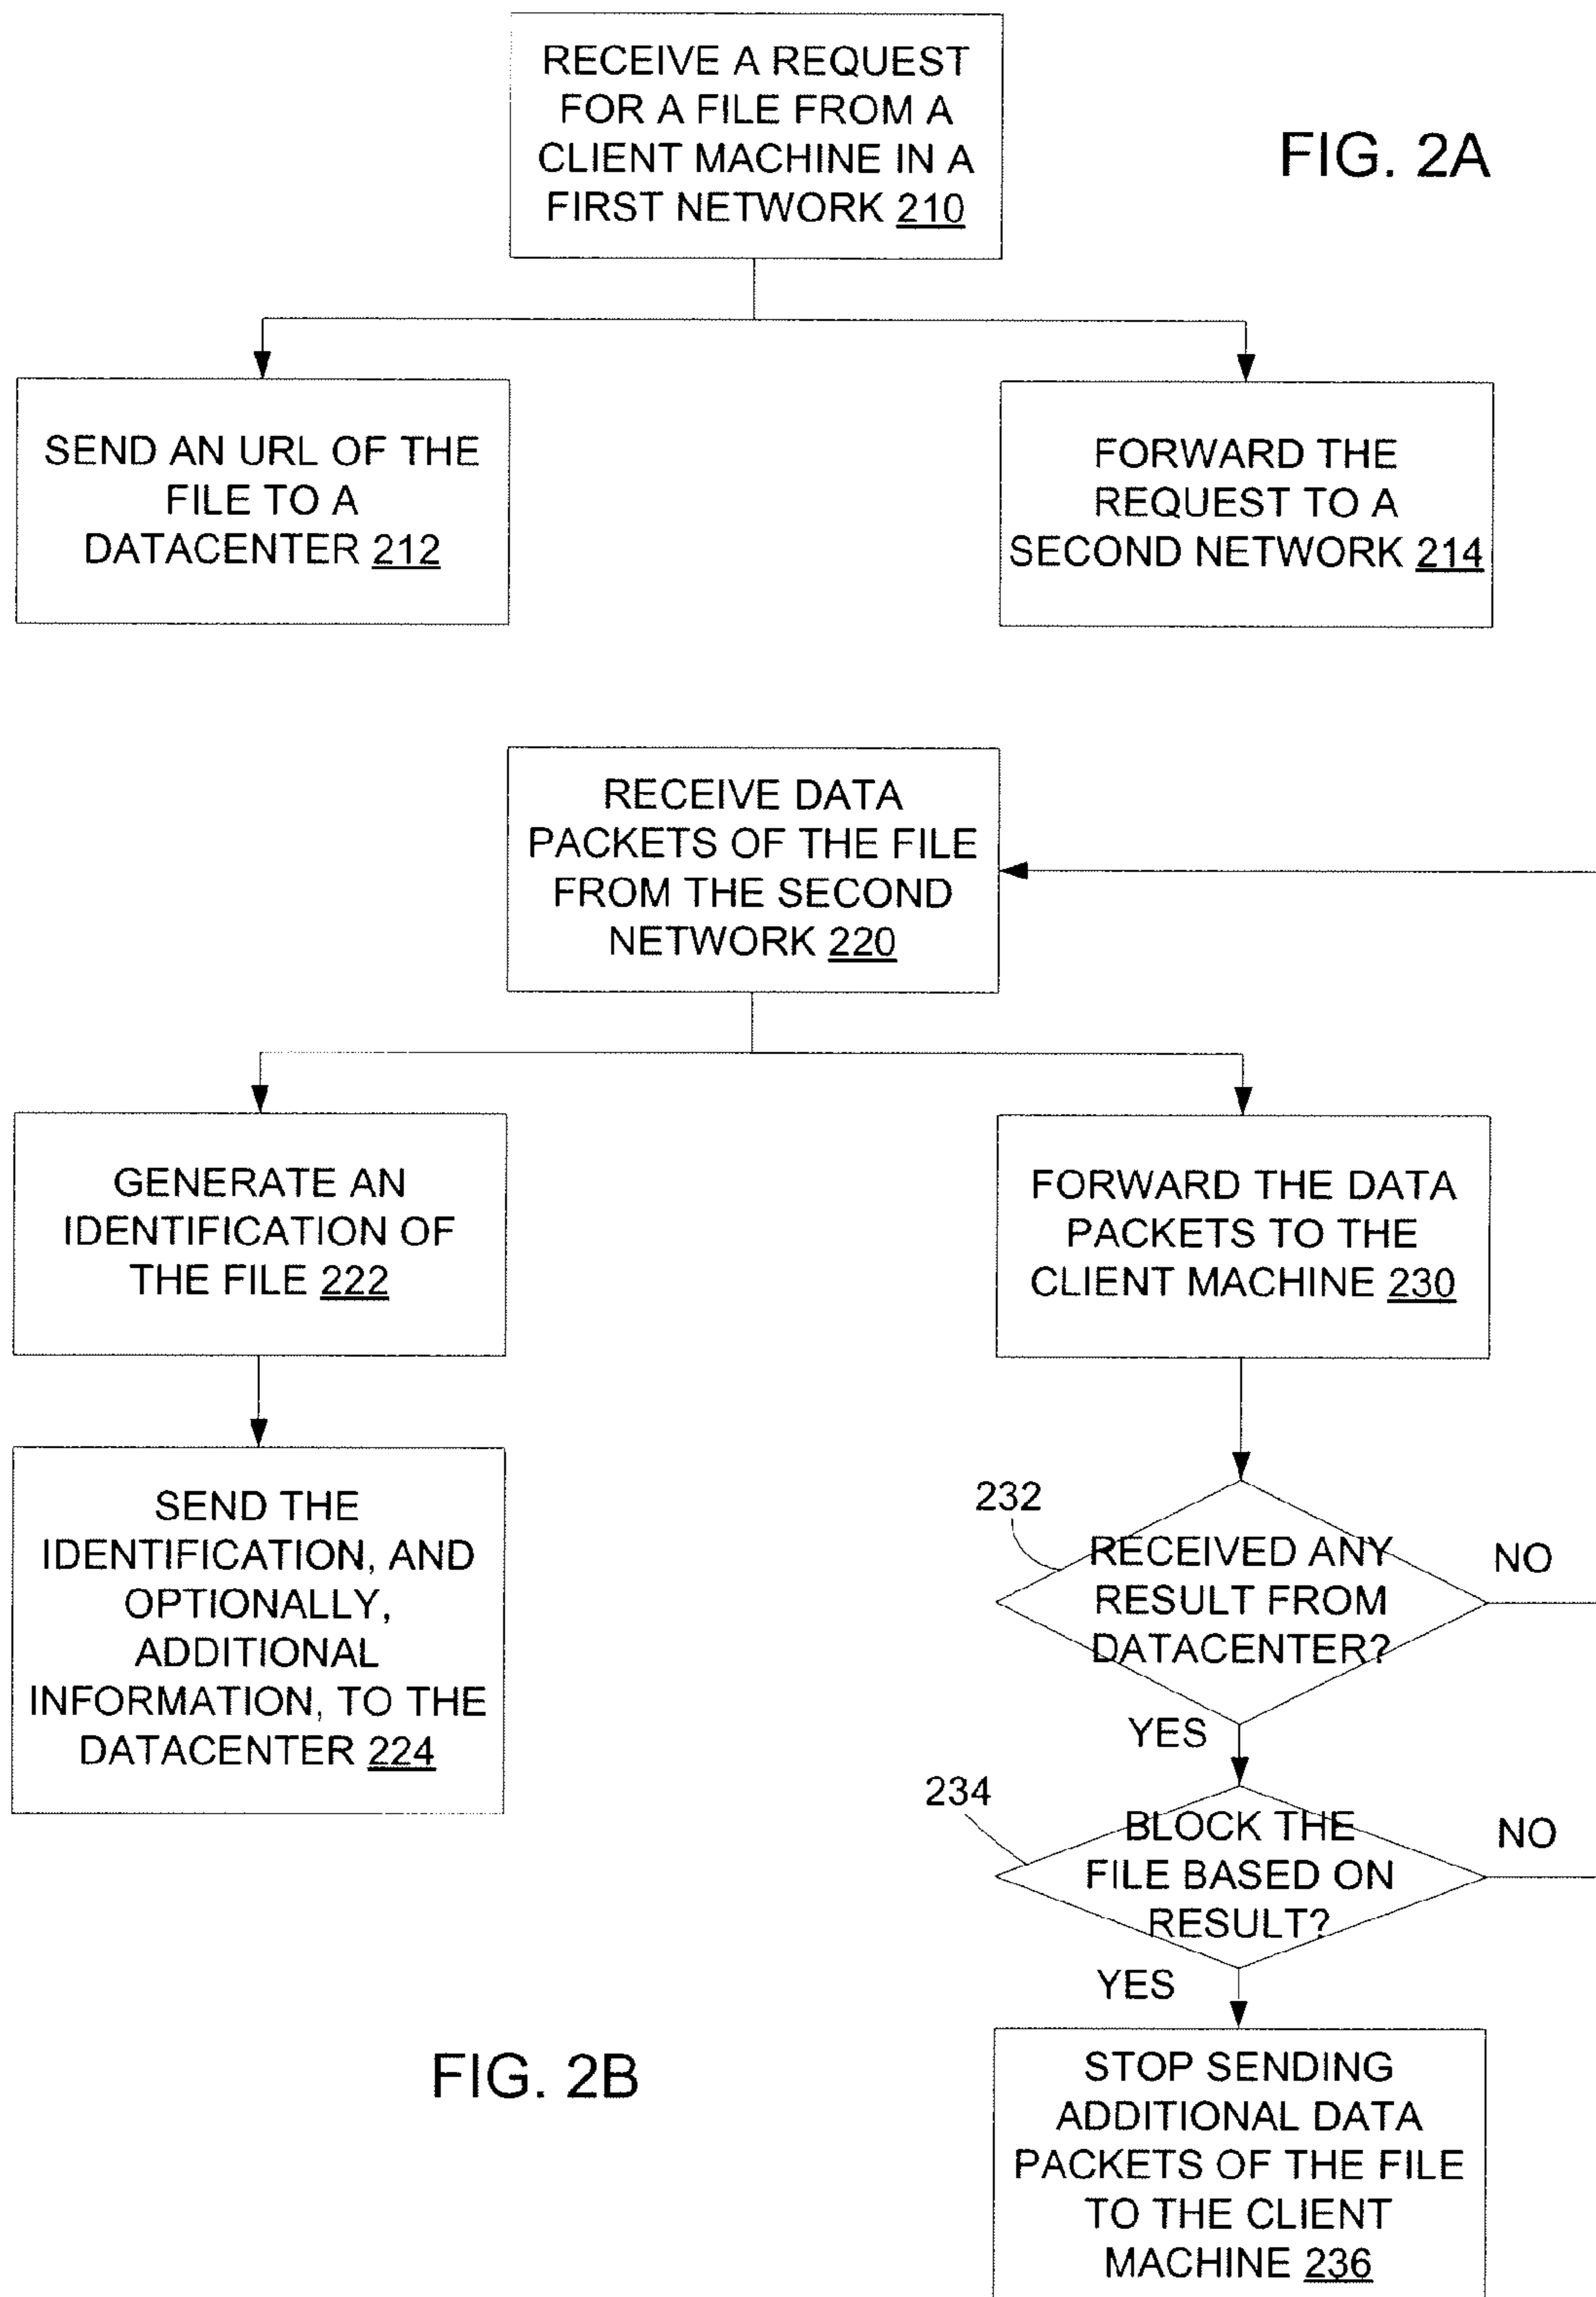 RECEIVE A REQUEST
FOR A FILE FROM A
CLIENT MACHINE IN A
FIRST NETWORK 210
FIG. 2A
SEND AN URL OF THE
FILE TO A
DATACENTER 212
FORWARD THE
REQUEST TO A
SECOND NETWORK 214
RECEIVE DATA
PACKETS OF THE FILE
FROM THE SECOND
NETWORK 220
GENERATE AN
IDENTIFICATION OF
THE FILE 222
FORWARD THE DATA
PACKETS TO THE
CLIENT MACHINE 230
SEND THE
IDENTIFICATION, AND
OPTIONALLY,
ADDITIONAL
INFORMATION, TO THE
DATACENTER 224
232
RECEIVED ANY
RESULT FROM
DATACENTER?
NO
YES
234
BLOCK THE
FILE BASED ON
RESULT?
NO
YES
FIG. 2B
STOP SENDING
ADDITIONAL DATA
PACKETS OF THE FILE
TO THE CLIENT
MACHINE 236